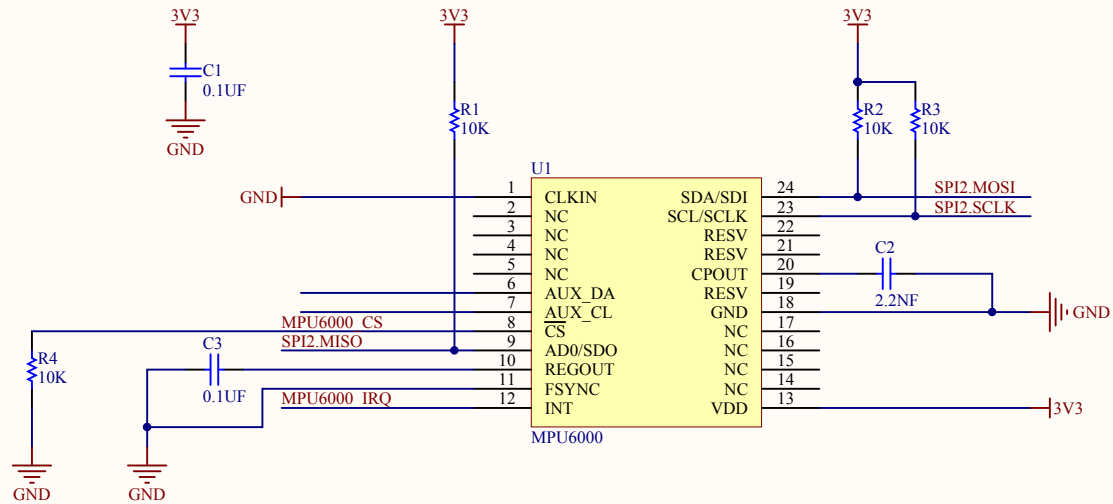 3V3
3V3
3V3
C1
0.1UF
GND
R1
10K
R2
10K
R3
10K
U1
GND
1
CLKIN
SDA/SDI
24
SPI2.MOSI
2
NC
SCL/SCLK
23
SPI2.SCLK
3
NC
RESV
22
4
NC
RESV
21
C2
5
NC
CPOUT
20
6
AUX_DA
RESV
19
2.2NF
7
AUX_CL
GND
18
GND
MPU6000_CS
8
CS
NC
17
SPI2.MISO
9
AD0/SDO
NC
16
R4
10K
C3
0.1UF
10
REGOUT
NC
15
11
FSYNC
NC
14
MPU6000_IRQ
12
INT
VDD
13
3V3
MPU6000
GND
GND